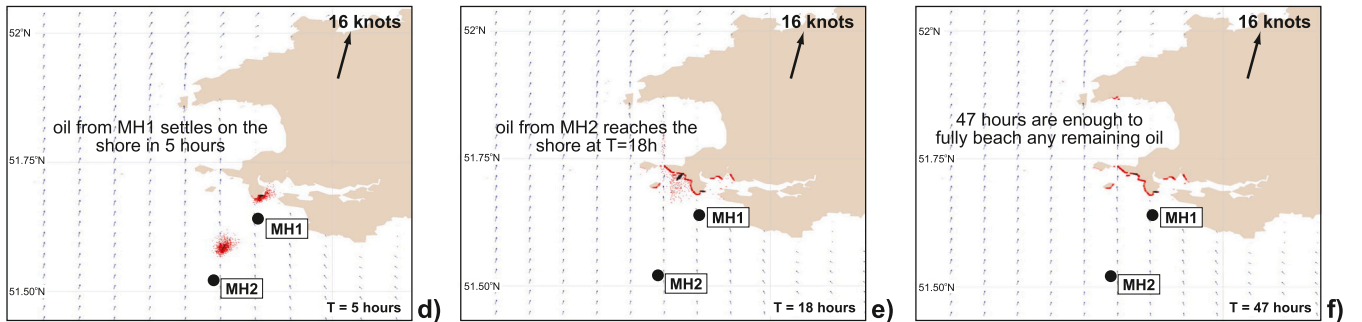 16 knots
52°N
oil from MH1 settles on the
shore in 5 hours
51.75°N
MH1
51.50°N
MH2
T = 5 hours
d)
16 knots
52°N
oil from MH2 reaches the
shore at T=18h
51.75°N
MH1
MH2
51.50°N
T = 18 hours
e)
16 knots
52°N
47 hours are enough to
fully beach any remaining oil
51.75°N
MH1
MH2
51.50°N
T = 47 hours
f)